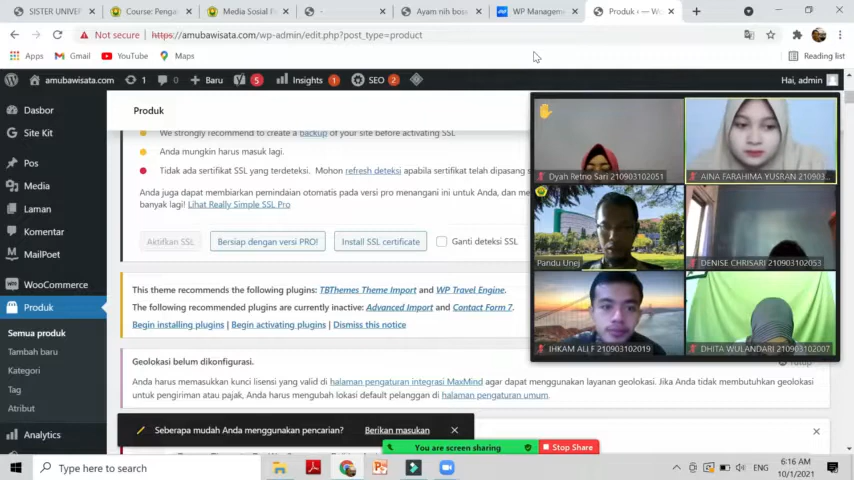 SISTER UNIVER
Course: Pengan
Media Sosial P
-
Ayam nih bos
WP Managem
Produk ‹ — W
Not secure
https://amubawisata.com/wp-admin/edit.php?post_type=product
Apps
Gmail
YouTube
Maps
Reading list
amubawisata.com
1
0
+ Baru
5
Insights
1
SEO
2
Hai, admin
Dasbor
Site Kit
Pos
Media
Laman
Komentar
MailPoet
WooCommerce
Produk
Semua produk
Tambah baru
Kategori
Tag
Atribut
Analytics
Produk
We strongly recommend to create a backup of your site before activating SSL
Anda mungkin harus masuk lagi.
Tidak ada sertifikat SSL yang terdeteksi. Mohon refresh deteksi apabila sertifikat telah dipasang
Anda juga dapat membiarkan pemindaian otomatis pada versi pro menangani ini untuk Anda, dan me
banyak lagi! Lihat Really Simple SSL Pro
Aktifkan SSL
Bersiap dengan versi PRO!
Install SSL certificate
Ganti deteksi SSL
This theme recommends the following plugins: TBThemes Theme Import and WP Travel Engine.
The following recommended plugins are currently inactive: Advanced Import and Contact Form 7.
Begin installing plugins | Begin activating plugins | Dismiss this notice
Geolokasi belum dikonfigurasi.
Anda harus memasukkan kunci lisensi yang valid di halaman pengaturan integrasi MaxMind agar dapat menggunakan layanan geolokasi. Jika Anda tidak membutuhkan geolokasi
untuk pengiriman atau pajak, Anda harus mengubah lokasi default pelanggan di halaman pengaturan umum.
Seberapa mudah Anda menggunakan pencarian?
Berikan masukan
Dyah Retno Sari 210903102051
AINA FARAHIMA YUSRAN 210903...
Pandu Unej
DENISE CHRISARI 210903102053
IHKAM ALI F 210903102019
DHITA WULANDARI 210903102007
You are screen sharing
Stop Share
Type here to search
ENG
6:16 AM
10/1/2021